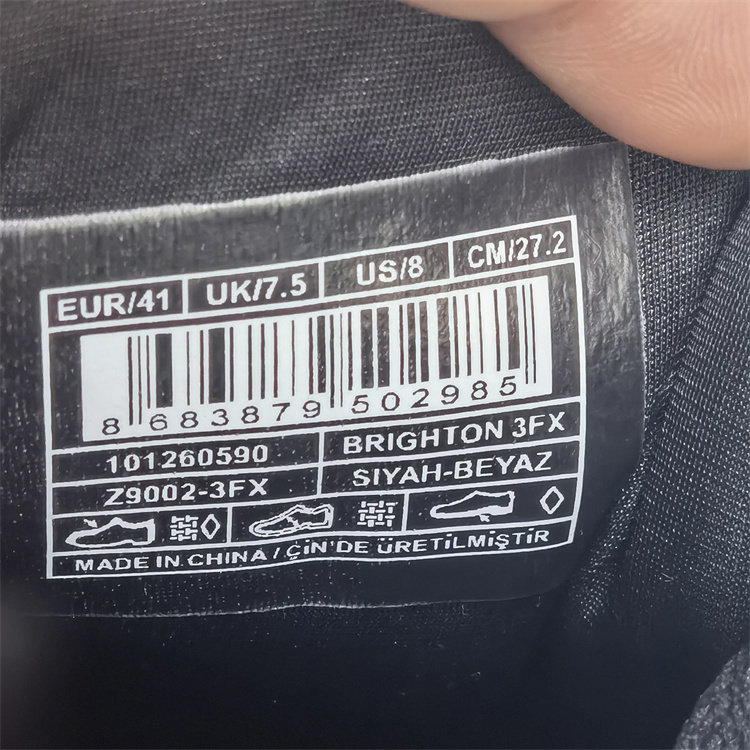 EUR/41 UK/7.5 US/8 CM/27.2
8 683879 502985
101260590 BRIGHTON 3FX
Z9002-3FX SIYAH-BEYAZ
MADE IN CHINA / ÇİN'DE ÜRETİLMİŞTİR